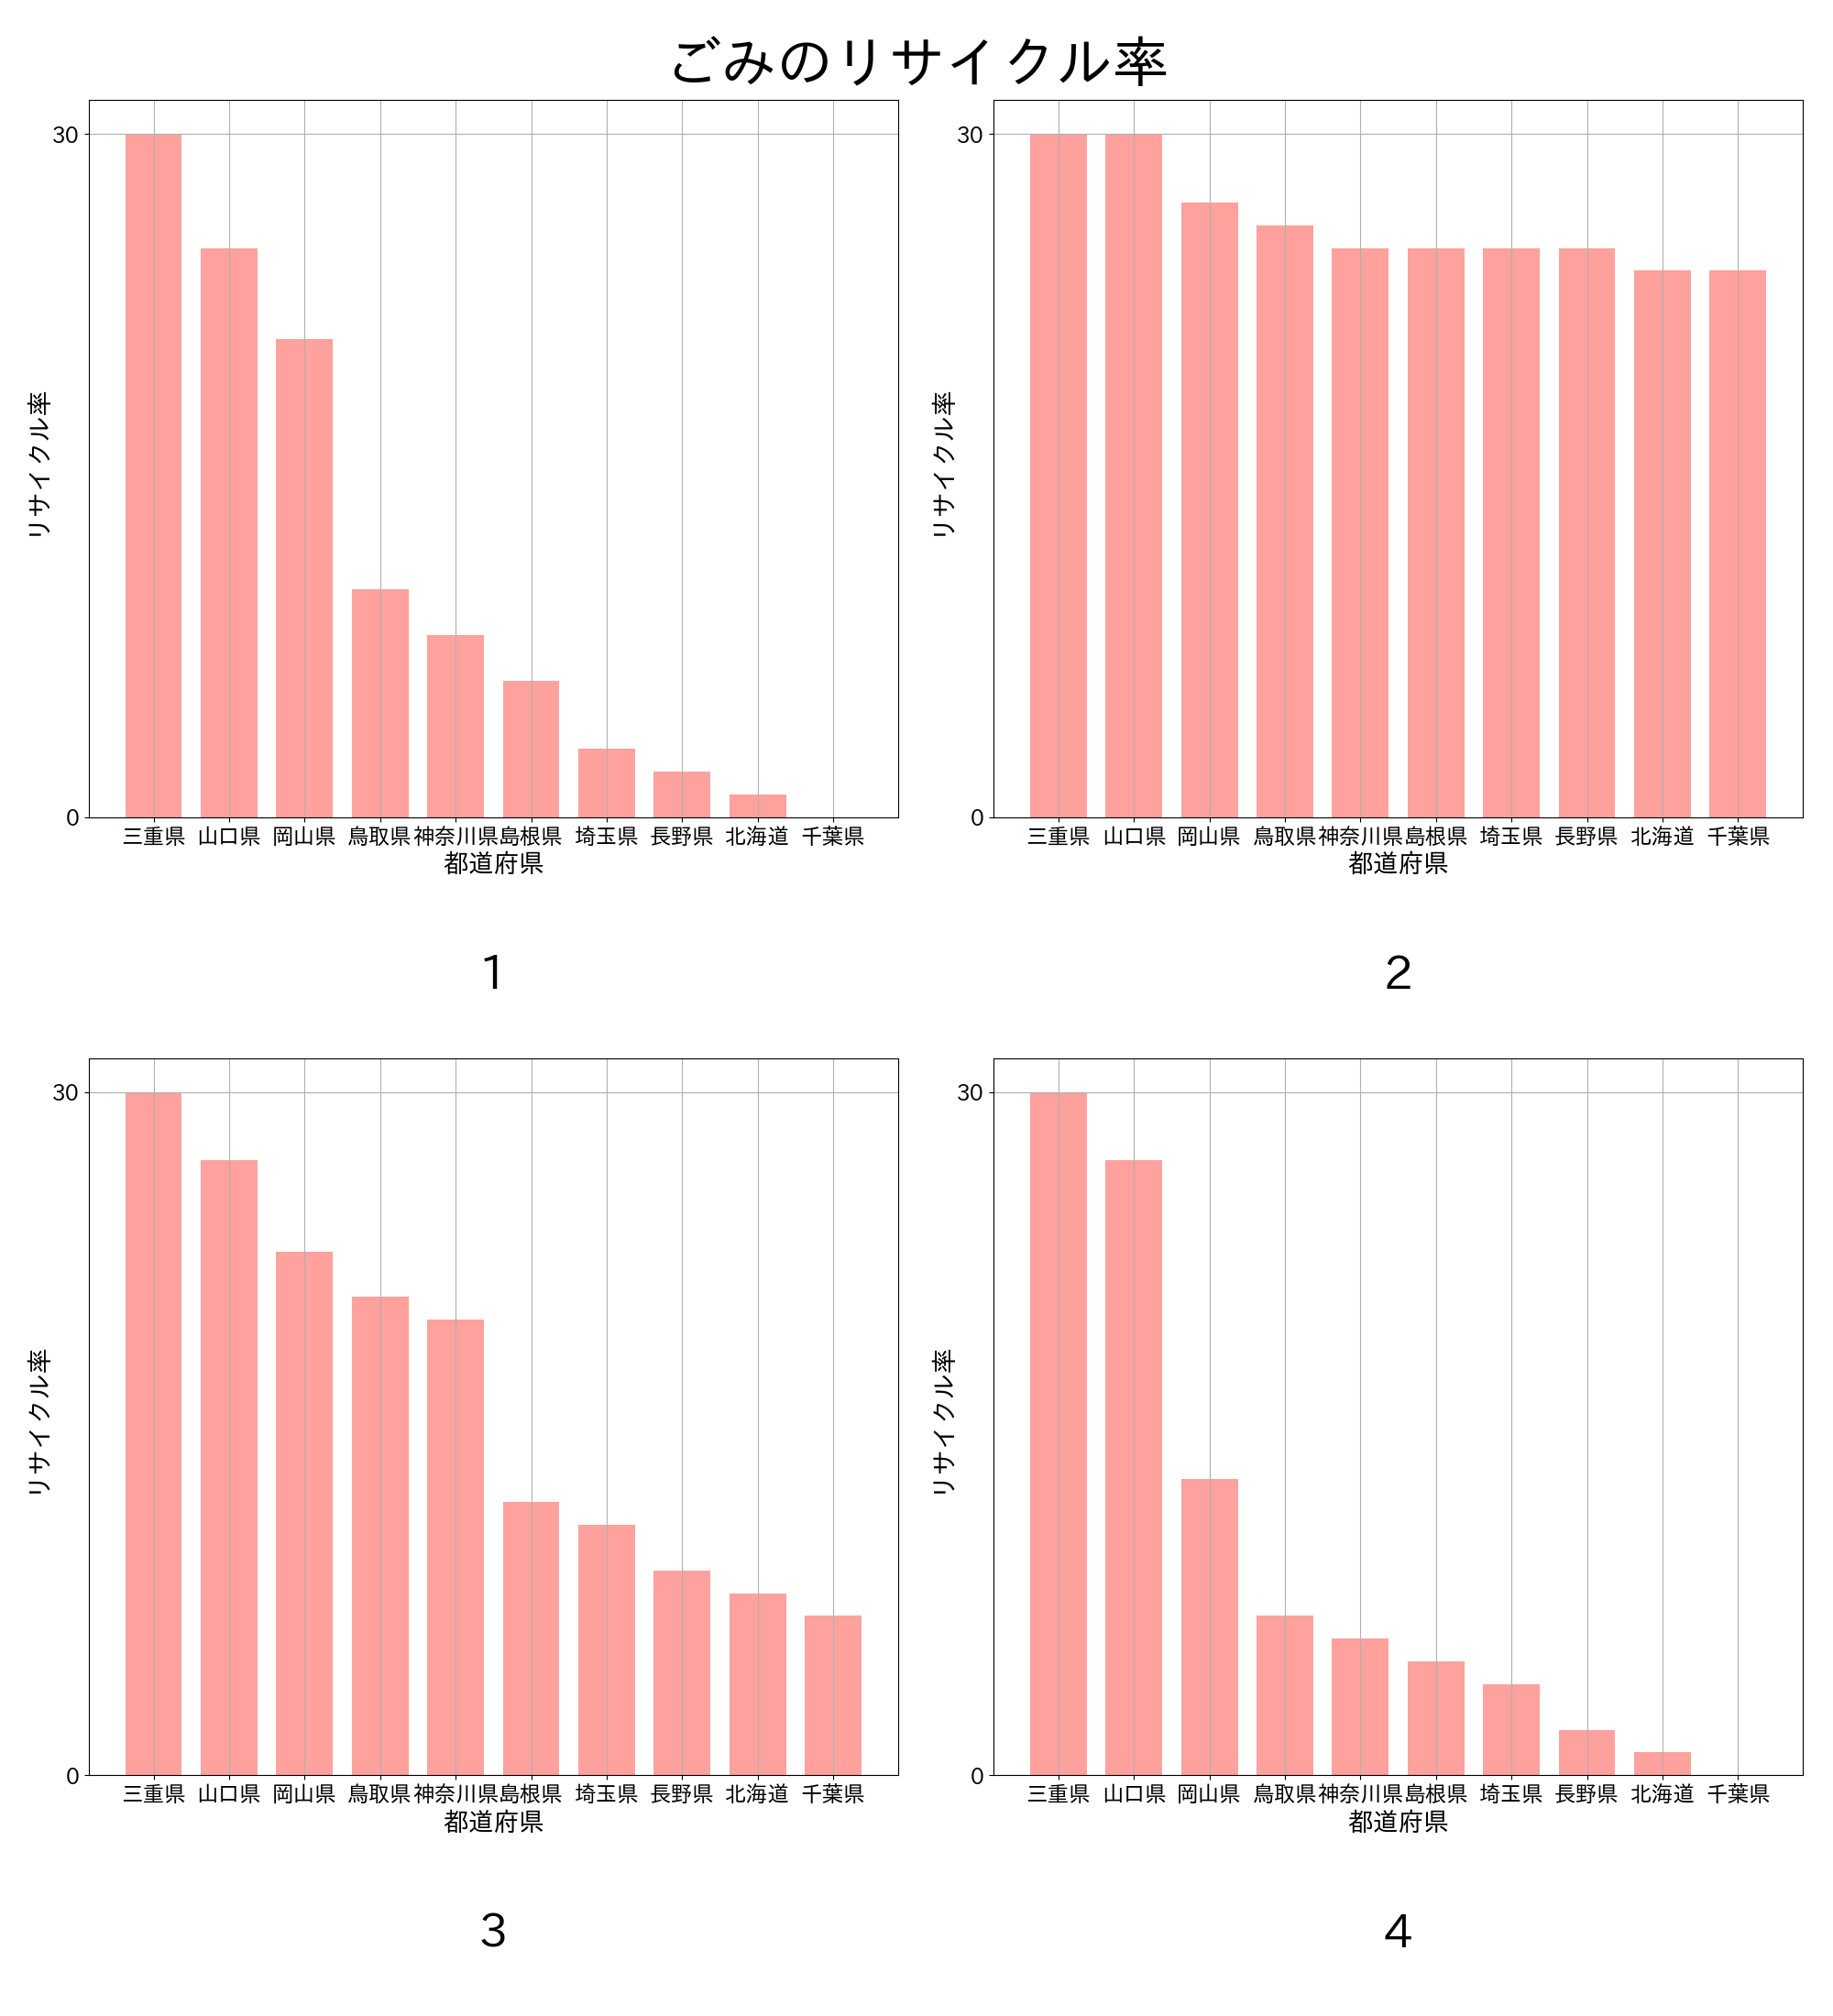 ごみのリサイクル率
30
0
リサイクル率
三重県 山口県 岡山県 鳥取県 神奈川県 島根県 埼玉県 長野県 北海道 千葉県
都道府県
1
30
0
リサイクル率
三重県 山口県 岡山県 鳥取県 神奈川県 島根県 埼玉県 長野県 北海道 千葉県
都道府県
2
30
0
リサイクル率
三重県 山口県 岡山県 鳥取県 神奈川県 島根県 埼玉県 長野県 北海道 千葉県
都道府県
3
30
0
リサイクル率
三重県 山口県 岡山県 鳥取県 神奈川県 島根県 埼玉県 長野県 北海道 千葉県
都道府県
4